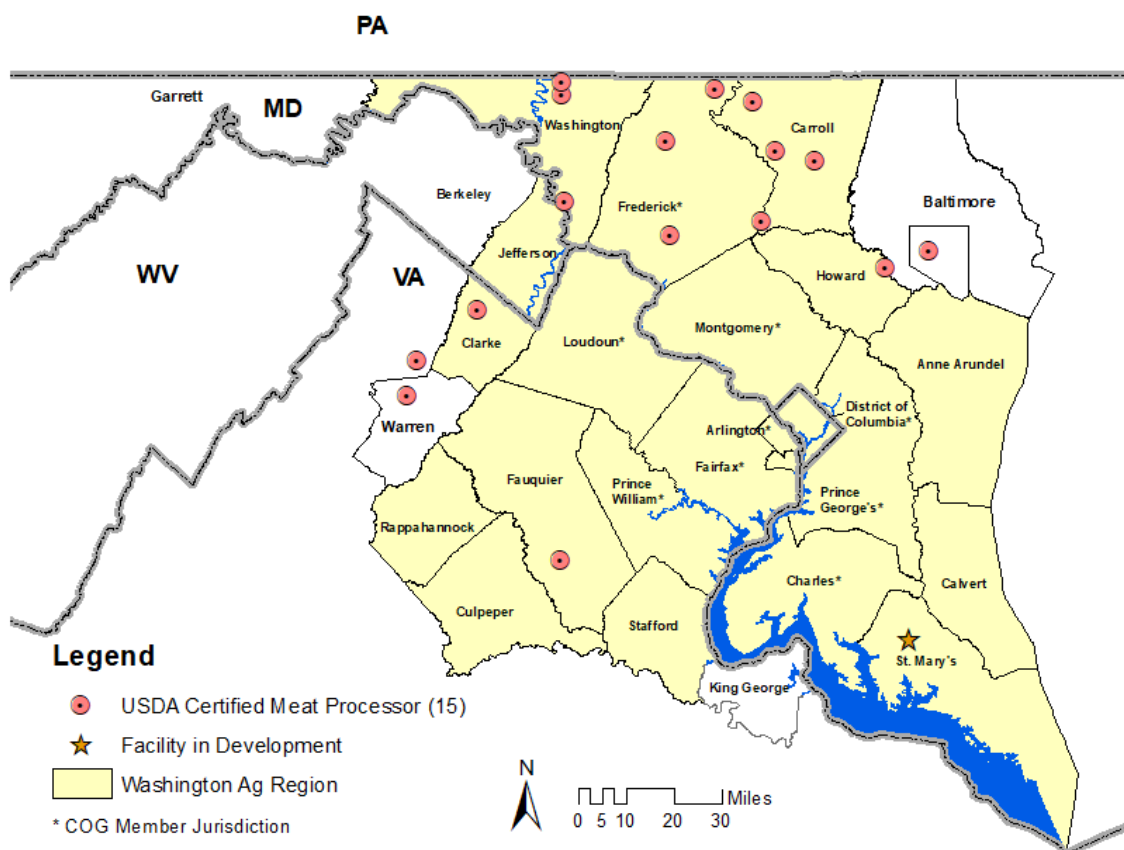 PA
Garrett
MD
Washington
Carroll
Berkeley
Baltimore
Frederick*
Jefferson
WV
VA
Howard
Montgomery*
Clarke
Loudoun*
Anne Arundel
District of
Columbia*
Warren
Arlington*
Fairfax*
Fauquier
Prince
William*
Prince
George's*
Rappahannock
Charles*
Calvert
Culpeper
Stafford
St. Mary's
King George
Legend
USDA Certified Meat Processor (15)
Facility in Development
Washington Ag Region
* COG Member Jurisdiction
N
Miles
0 5 10 20 30